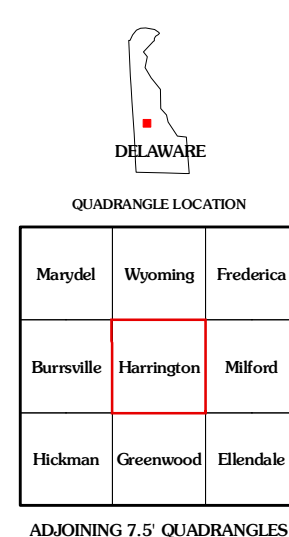 DELAWARE
QUADRANGLE LOCATION
Marydel Wyoming Frederica
Burrsville Harrington Milford
Hickman Greenwood Ellendale
ADJOINING 7.5' QUADRANGLES